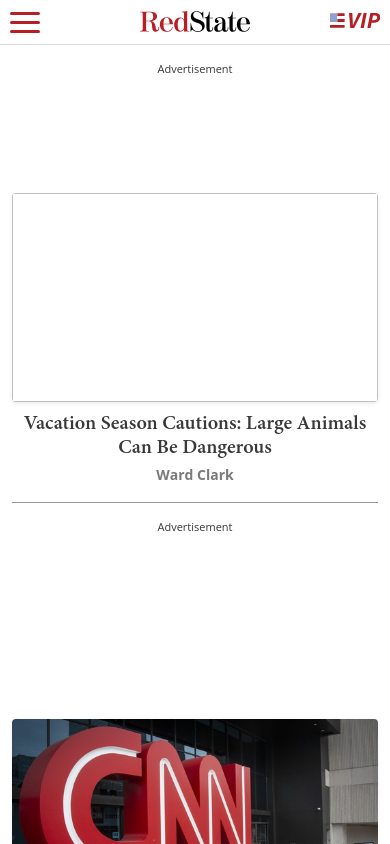 RedState
VIP
Advertisement
Vacation Season Cautions: Large Animals
Can Be Dangerous
Ward Clark
Advertisement
CNN